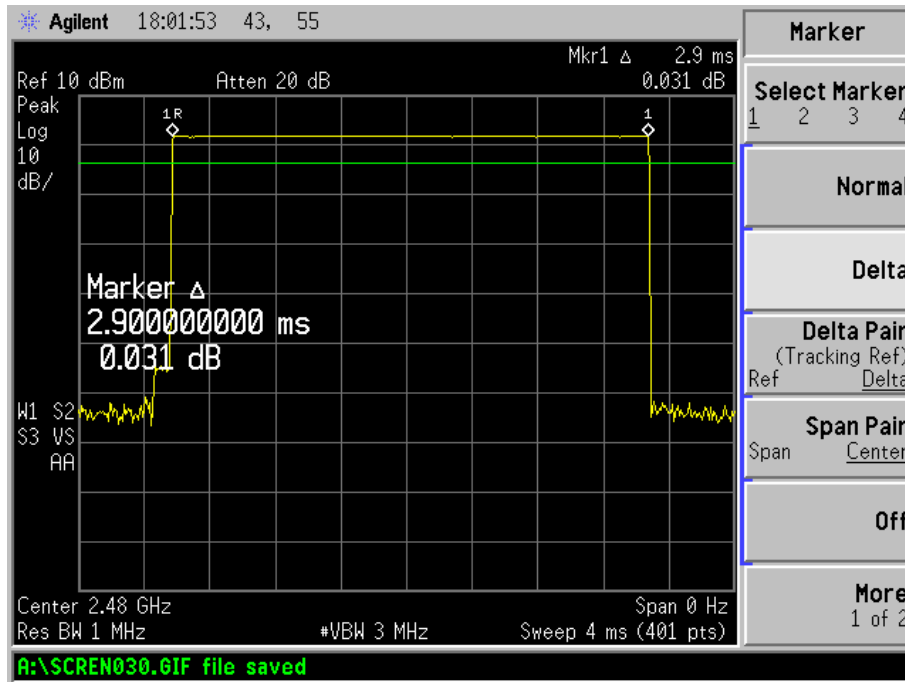 Agilent 18:01:53 43, 55
Mkr1 Δ 2.9 ms
Ref 10 dBm Atten 20 dB 0.031 dB
Peak
Log
10
dB/
1R 1
Marker Δ
2.900000000 ms
0.031 dB
W1 S2
S3 VS
AA
Center 2.48 GHz Span 0 Hz
Res BW 1 MHz #VBW 3 MHz Sweep 4 ms (401 pts)
A:\SCREN030.GIF file saved
Marker
Select Marker
1 2 3 4
Normal
Delta
Delta Pair
(Tracking Ref)
Ref Delta
Span Pair
Span Center
Off
More
1 of 2